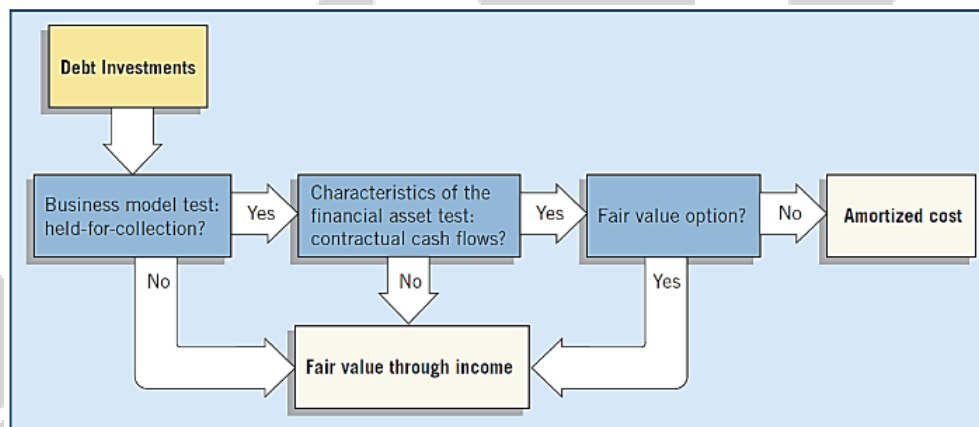 Debt Investments
Business model test:
held-for-collection?
Yes
Characteristics of the
financial asset test:
contractual cash flows?
Yes
Fair value option?
No
Amortized cost
No
No
Yes
Fair value through income